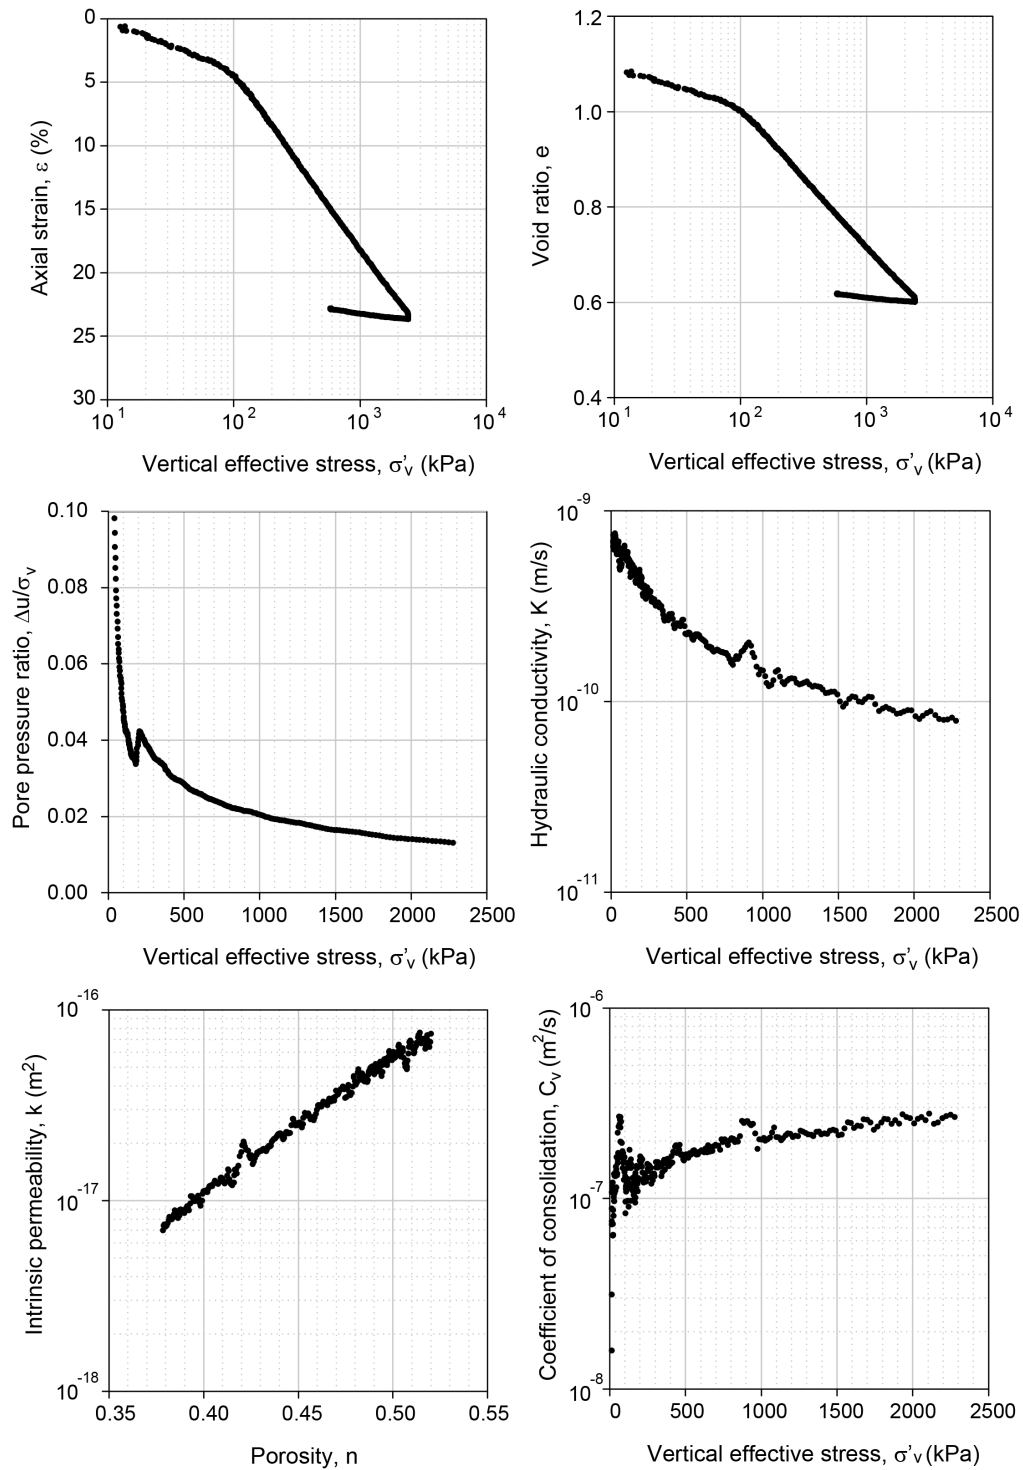 Axial strain, ε (%)
0
5
10
15
20
25
30
10^1 10^2 10^3 10^4
Vertical effective stress, σ'v (kPa)
Void ratio, e
1.2
1.0
0.8
0.6
0.4
10^1 10^2 10^3 10^4
Vertical effective stress, σ'v (kPa)
Pore pressure ratio, Δu/σv
0.10
0.08
0.06
0.04
0.02
0.00
0 500 1000 1500 2000 2500
Vertical effective stress, σ'v (kPa)
Hydraulic conductivity, K (m/s)
10^-9
10^-10
10^-11
0 500 1000 1500 2000 2500
Vertical effective stress, σ'v (kPa)
Intrinsic permeability, k (m²)
10^-16
10^-17
10^-18
0.35 0.40 0.45 0.50 0.55
Porosity, n
Coefficient of consolidation, Cv (m²/s)
10^-6
10^-7
10^-8
0 500 1000 1500 2000 2500
Vertical effective stress, σ'v (kPa)